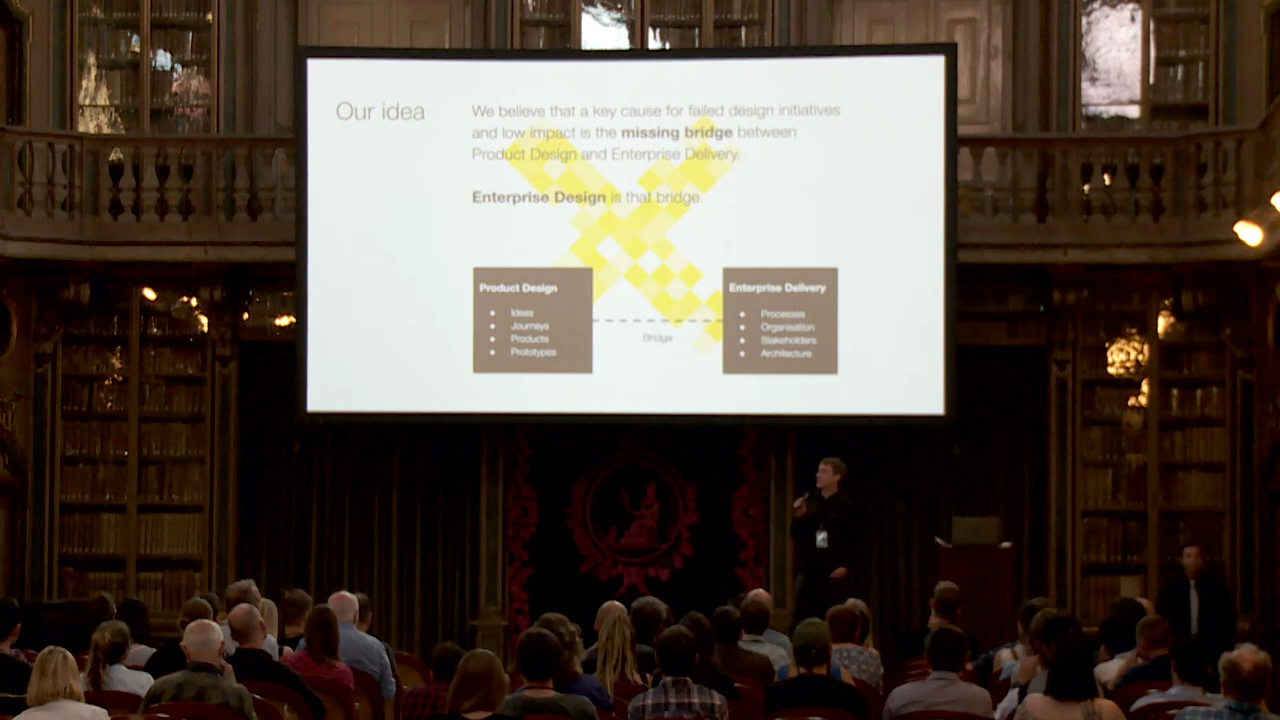 Our idea
We believe that a key cause for failed design initiatives
and low impact is the missing bridge between
Product Design and Enterprise Delivery.
Enterprise Design is that bridge.
Product Design
• Ideas
• Journeys
• Products
• Prototypes
Bridge
Enterprise Delivery
• Processes
• Organisation
• Stakeholders
• Architecture